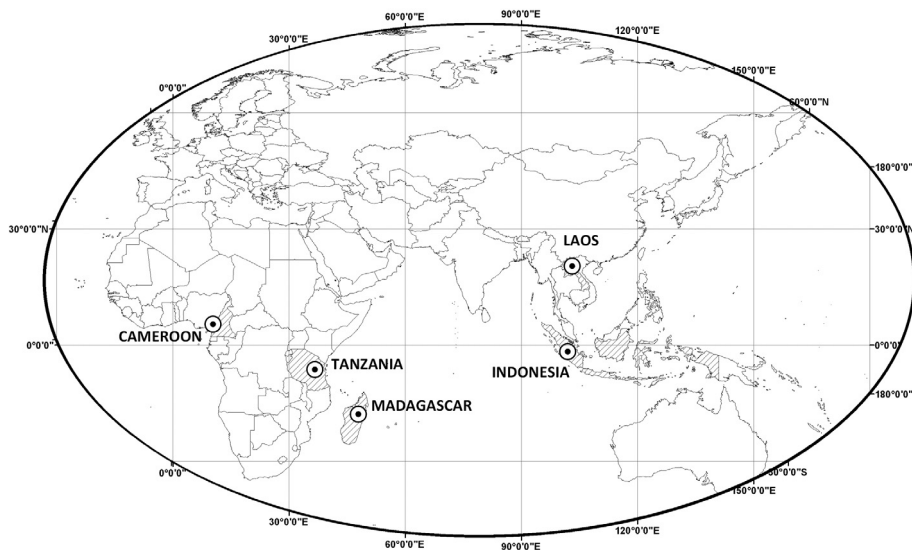 60°0'0"E
90°0'0"E
30°0'0"E
120°0'0"E
0°0'0"
150°0'0"E
60°0'0"N
180°0'0"
30°0'0"N
30°0'0"N
LAOS
CAMEROON
0°0'0"
0°0'0"
TANZANIA
INDONESIA
MADAGASCAR
180°0'0"
0°0'0"
30°0'0"S
150°0'0"E
30°0'0"E
120°0'0"E
60°0'0"E
90°0'0"E